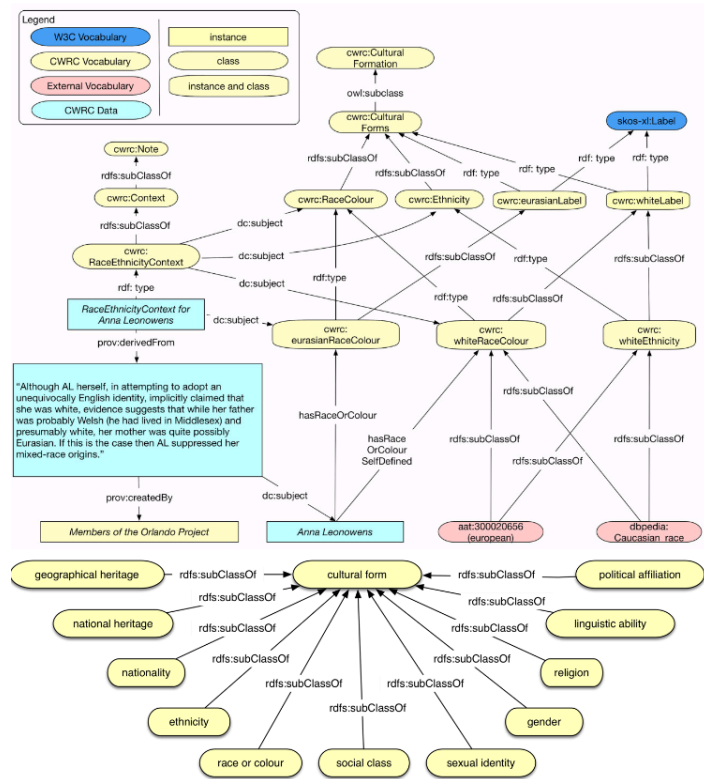 Legend
W3C Vocabulary
instance
CWRC Vocabulary
class
External Vocabulary
instance and class
CWRC Data
cwrc:Cultural
Formation
owl:subclass
cwrc:Cultural
Forms
skos-xl:Label
cwrc:Note
rdfs:subClassOf
rdfs:subClassOf
rdf: type
rdf: type
rdfs:subClassOf
cwrc:Context
cwrc:RaceColour
cwrc:Ethnicity
cwrc:eurasianLabel
cwrc:whiteLabel
rdfs:subClassOf
dc:subject
cwrc:
RaceEthnicityContext
dc:subject
rdfs:subClassOf
rdfs:subClassOf
rdf:type
dc:subject
rdf: type
rdf:type
rdf:type
RaceEthnicityContext for
Anna Leonowens
dc:subject
cwrc:
eurasianRaceColour
cwrc:
whiteRaceColour
cwrc:
whiteEthnicity
prov:derivedFrom
"Although AL herself, in attempting to adopt an
unequivocally English identity, implicitly claimed that
she was white, evidence suggests that while her father
was probably Welsh (he had lived in Middlesex) and
presumably white, her mother was quite possibly
Eurasian. If this is the case then AL suppressed her
mixed-race origins."
rdfs:subClassOf
hasRaceOrColour
hasRace
OrColour
SelfDefined
rdfs:subClassOf
rdfs:subClassOf
rdfs:subClassOf
prov:createdBy
dc:subject
Members of the Orlando Project
Anna Leonowens
aat:300020656
(european)
dbpedia:
Caucasian_race
geographical heritage
rdfs:subClassOf
cultural form
rdfs:subClassOf
political affiliation
national heritage
rdfs:subClassOf
rdfs:subClassOf
linguistic ability
nationality
rdfs:subClassOf
rdfs:subClassOf
religion
rdfs:subClassOf
rdfs:subClassOf
ethnicity
rdfs:subClassOf
rdfs:subClassOf
rdfs:subClassOf
gender
race or colour
social class
sexual identity